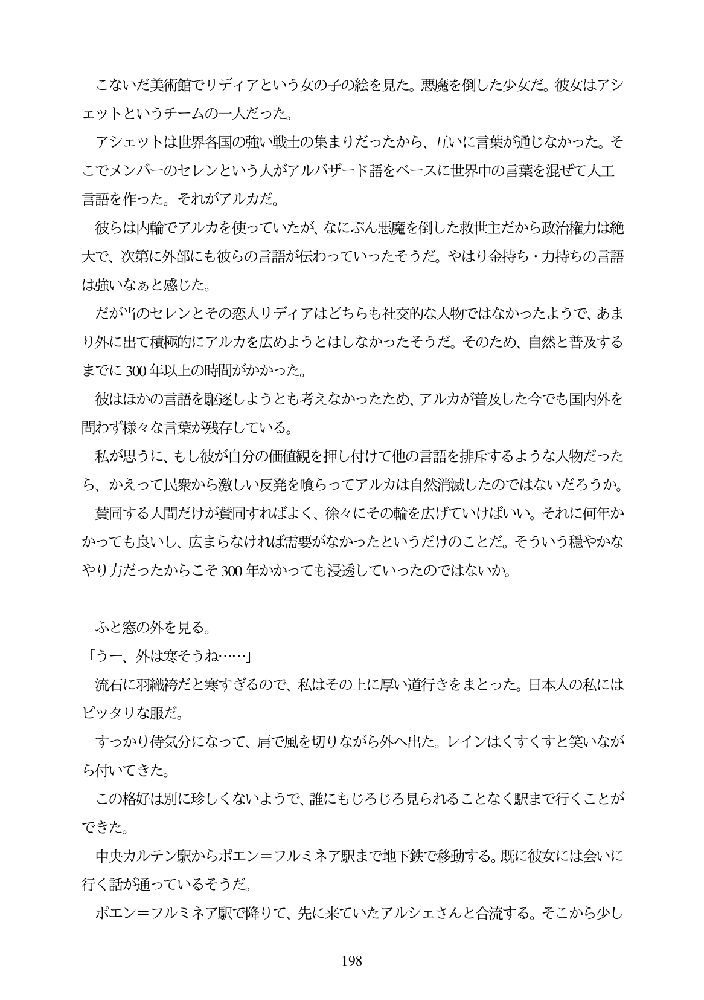 こないだ美術館でリディアという女の子の絵を見た。悪魔を倒した少女だ。彼女はアシ
ェットというチームの一人だった。
　アシェットは世界各国の強い戦士の集まりだったから、互いに言葉が通じなかった。そ
こでメンバーのセレンという人がアルバザード語をベースに世界中の言葉を混ぜて人工
言語を作った。それがアルカだ。
　彼らは内輪でアルカを使っていたが、なにぶん悪魔を倒した救世主だから政治権力は絶
大で、次第に外部にも彼らの言語が伝わっていったそうだ。やはり金持ち・力持ちの言語
は強いなぁと感じた。
　だが当のセレンとその恋人リディアはどちらも社交的な人物ではなかったようで、あま
り外に出て積極的にアルカを広めようとはしなかったそうだ。そのため、自然と普及する
までに 300 年以上の時間がかかった。
　彼はほかの言語を駆逐しようとも考えなかったため、アルカが普及した今でも国内外を
問わず様々な言葉が残存している。
　私が思うに、もし彼が自分の価値観を押し付けて他の言語を排斥するような人物だった
ら、かえって民衆から激しい反発を喰らってアルカは自然消滅したのではないだろうか。
　賛同する人間だけが賛同すればよく、徐々にその輪を広げていけばいい。それに何年か
かっても良いし、広まらなければ需要がなかったというだけのことだ。そういう穏やかな
やり方だったからこそ 300 年かかっても浸透していったのではないか。
　ふと窓の外を見る。
「うー、外は寒そうね……」
　流石に羽織袴だと寒すぎるので、私はその上に厚い道行きをまとった。日本人の私には
ピッタリな服だ。
　すっかり侍気分になって、肩で風を切りながら外へ出た。レインはくすくすと笑いなが
ら付いてきた。
　この格好は別に珍しくないようで、誰にもじろじろ見られることなく駅まで行くことが
できた。
　中央カルテン駅からポエン＝フルミネア駅まで地下鉄で移動する。既に彼女には会いに
行く話が通っているそうだ。
　ポエン＝フルミネア駅で降りて、先に来ていたアルシェさんと合流する。そこから少し
198